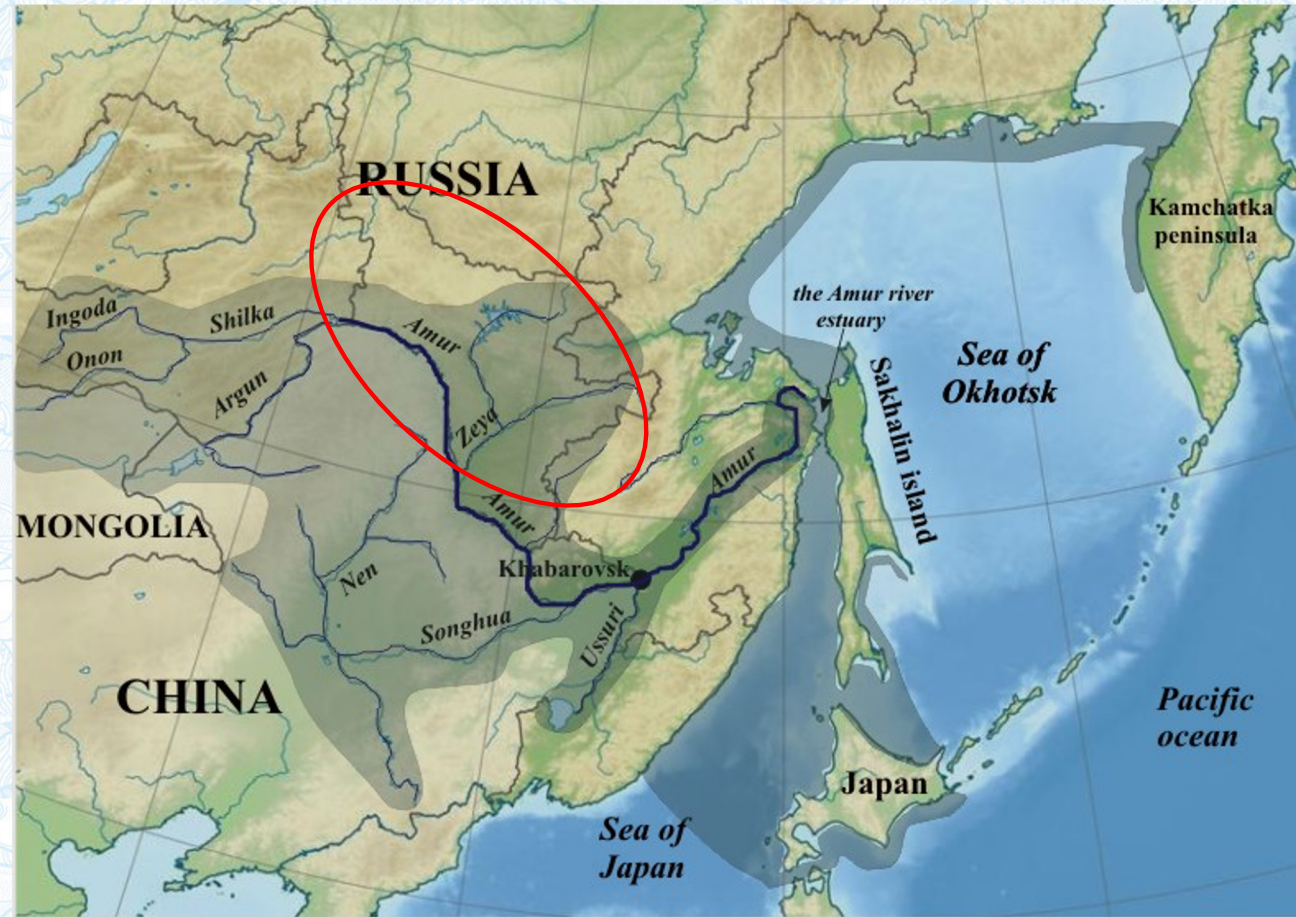 RUSSIA
Kamchatka
peninsula
the Amur river
estuary
Ingoda
Shilka
Amur
Onon
Argun
Sea of
Okhotsk
Sakhalin island
Zeya
Amur
Amur
MONGOLIA
Khabarovsk
Nen
Songhua
Ussuri
CHINA
Pacific
ocean
Japan
Sea of
Japan